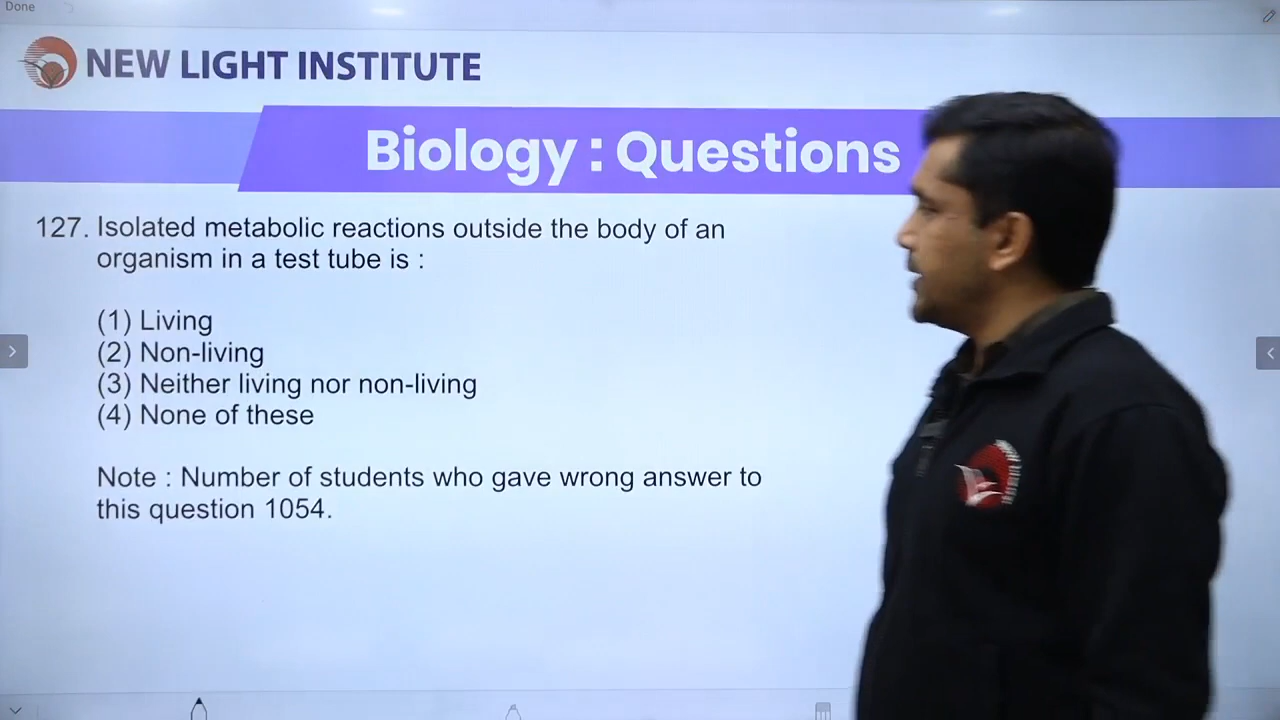 Done
NEW LIGHT INSTITUTE
Biology : Questions
127. Isolated metabolic reactions outside the body of an
organism in a test tube is :
(1) Living
(2) Non-living
(3) Neither living nor non-living
(4) None of these
Note : Number of students who gave wrong answer to
this question 1054.